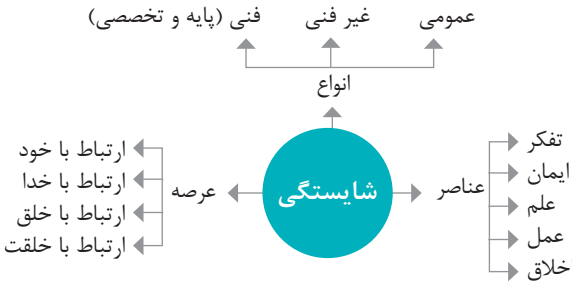 عمومی
غیر فنی
فنی (پایه و تخصصی)
انواع
شایستگی
عناصر
تفکر
ایمان
علم
عمل
اخلاق
عرصه
ارتباط با خود
ارتباط با خدا
ارتباط با خلق
ارتباط با خلقت